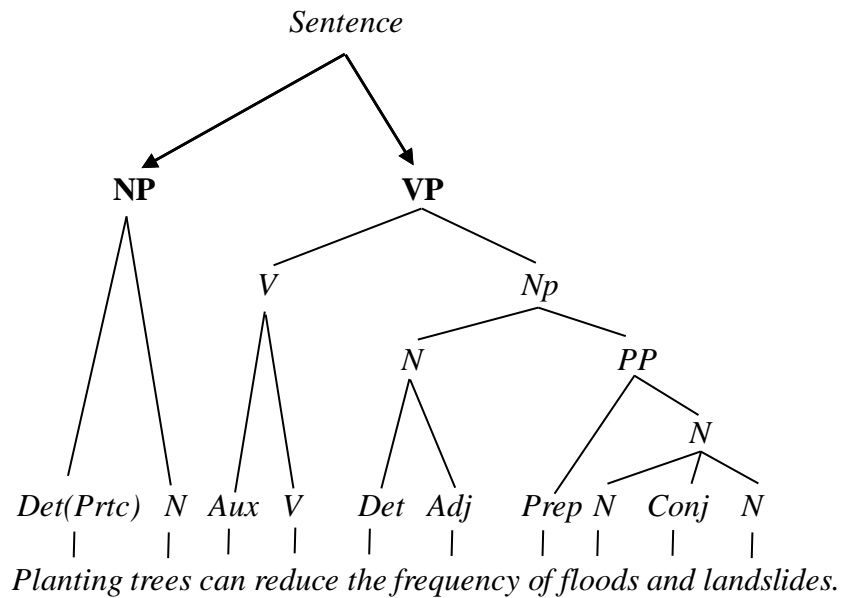 Sentence
NP VP
V Np
N PP
N
Det(Prtc) N Aux V Det Adj Prep N Conj N
Planting trees can reduce the frequency of floods and landslides.